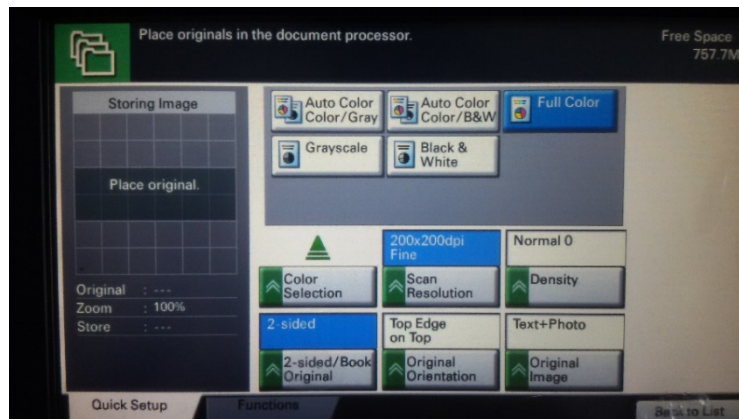 Place originals in the document processor.
Free Space
757.7M
Storing Image
Place original.
Original : ---
Zoom : 100%
Store : ---
Auto Color
Color/Gray
Auto Color
Color/B&W
Full Color
Grayscale
Black &
White
200x200dpi
Fine
Normal 0
Color
Selection
Scan
Resolution
Density
2-sided
Top Edge
on Top
Text+Photo
2-sided/Book
Original
Original
Orientation
Original
Image
Quick Setup
Functions
Back to List